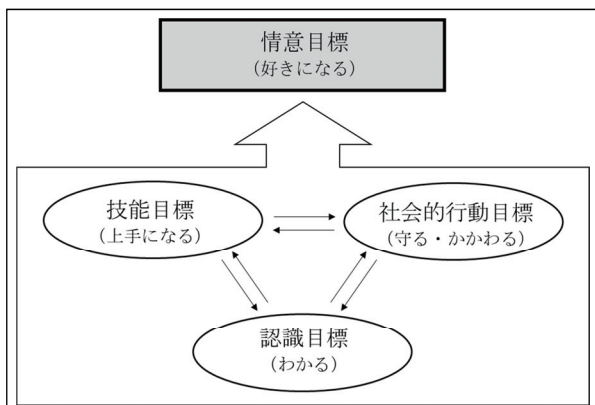 情意目標
(好きになる)
技能目標
(上手になる)
社会的行動目標
(守る・かかわる)
認識目標
(わかる)